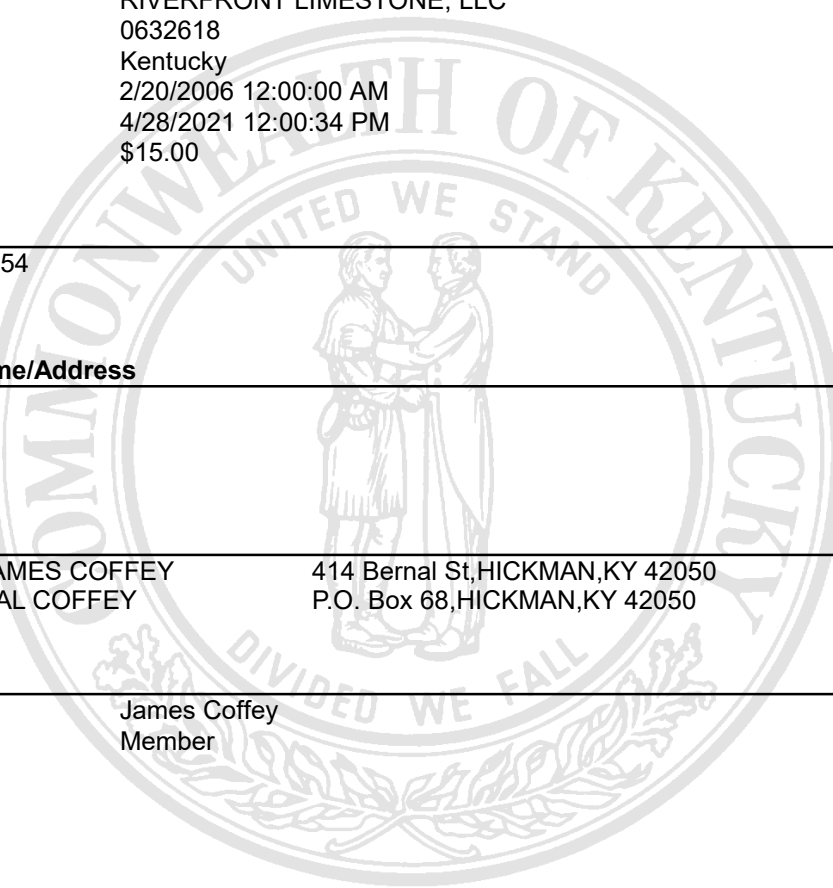 RIVERFRONT LIMESTONE, LLC
0632618
Kentucky
2/20/2006 12:00:00 AM
4/28/2021 12:00:34 PM
$15.00
COMMONWEALTH OF KENTUCKY
UNITED WE STAND
54
me/Address
AMES COFFEY 414 Bernal St,HICKMAN,KY 42050
AL COFFEY P.O. Box 68,HICKMAN,KY 42050
DIVIDED WE FALL
James Coffey
Member